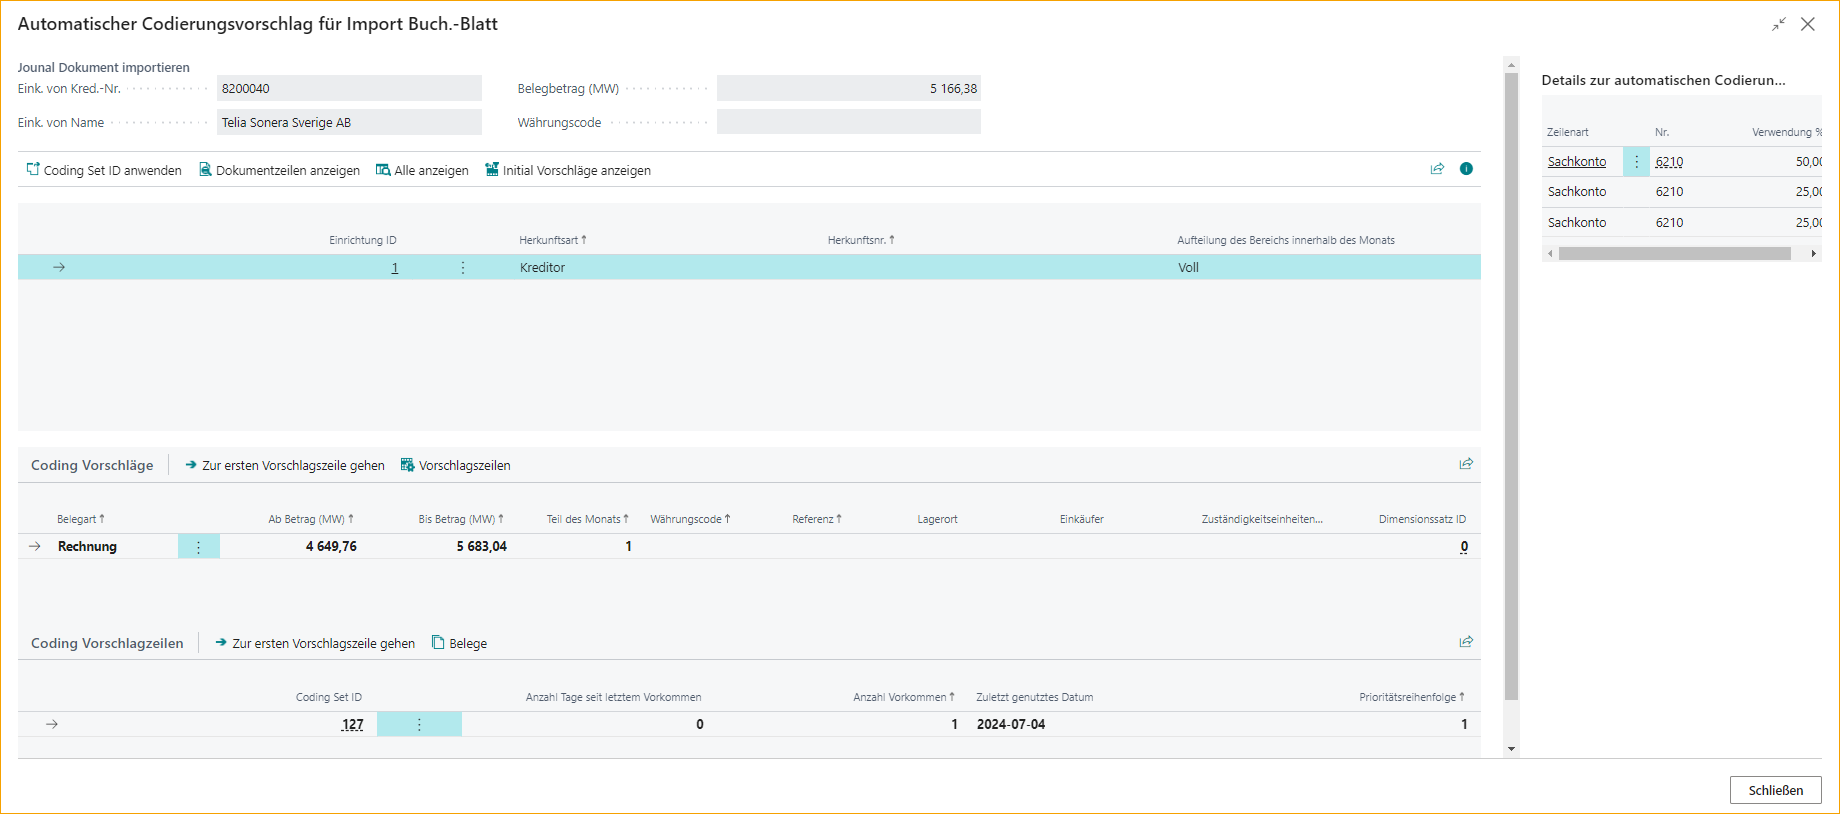 Automatischer Codierungsvorschlag für Import Buch.-Blatt
Jounal Dokument importieren
Eink. von Kred.-Nr. 8200040 Belegbetrag (MW) 5 166,38
Eink. von Name Telia Sonera Sverige AB Währungscode
Coding Set ID anwenden Dokumentzeilen anzeigen Alle anzeigen Initial Vorschläge anzeigen
Einrichtung ID Herkunftsart Herkunftsnr. Aufteilung des Bereichs innerhalb des Monats
1 Kreditor Voll
Coding Vorschläge Zur ersten Vorschlagszeile gehen Vorschlagszeilen
Belegart Ab Betrag (MW) Bis Betrag (MW) Teil des Monats Währungscode Referenz Lagerort Einkäufer Zuständigkeitseinheiten... Dimensionssatz ID
Rechnung 4 649,76 5 683,04 1 0
Coding Vorschlagzeilen Zur ersten Vorschlagszeile gehen Belege
Coding Set ID Anzahl Tage seit letztem Vorkommen Anzahl Vorkommen Zuletzt genutztes Datum Prioritätsreihenfolge
127 0 1 2024-07-04 1
Details zur automatischen Codierun...
Zeilenart Nr. Verwendung %
Sachkonto 6210 50,00
Sachkonto 6210 25,00
Sachkonto 6210 25,00
Schließen